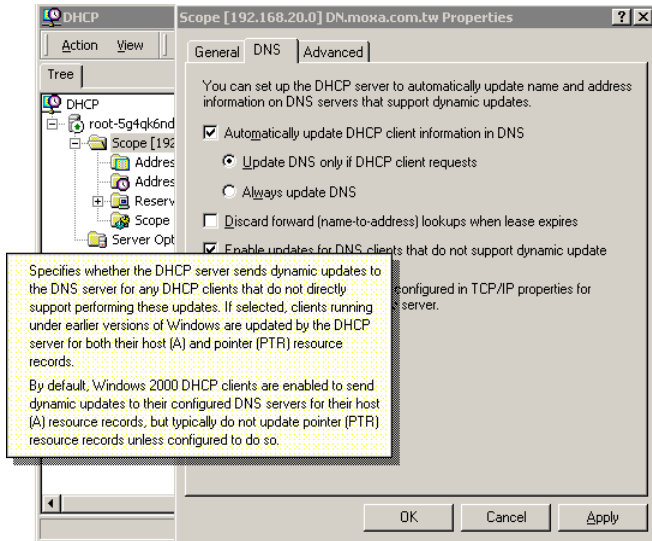 DHCP
Action View
Tree
DHCP
root-5g4qk6nd
Scope [192
Addres
Addres
Reserv
Scope
Server Opt
Scope [192.168.20.0] DN.moxa.com.tw Properties
General DNS Advanced
You can set up the DHCP server to automatically update name and address
information on DNS servers that support dynamic updates.
Automatically update DHCP client information in DNS
Update DNS only if DHCP client requests
Always update DNS
Discard forward (name-to-address) lookups when lease expires
Enable updates for DNS clients that do not support dynamic update
configured in TCP/IP properties for
server.
Specifies whether the DHCP server sends dynamic updates to
the DNS server for any DHCP clients that do not directly
support performing these updates. If selected, clients running
under earlier versions of Windows are updated by the DHCP
server for both their host (A) and pointer (PTR) resource
records.
By default, Windows 2000 DHCP clients are enabled to send
dynamic updates to their configured DNS servers for their host
(A) resource records, but typically do not update pointer (PTR)
resource records unless configured to do so.
OK Cancel Apply